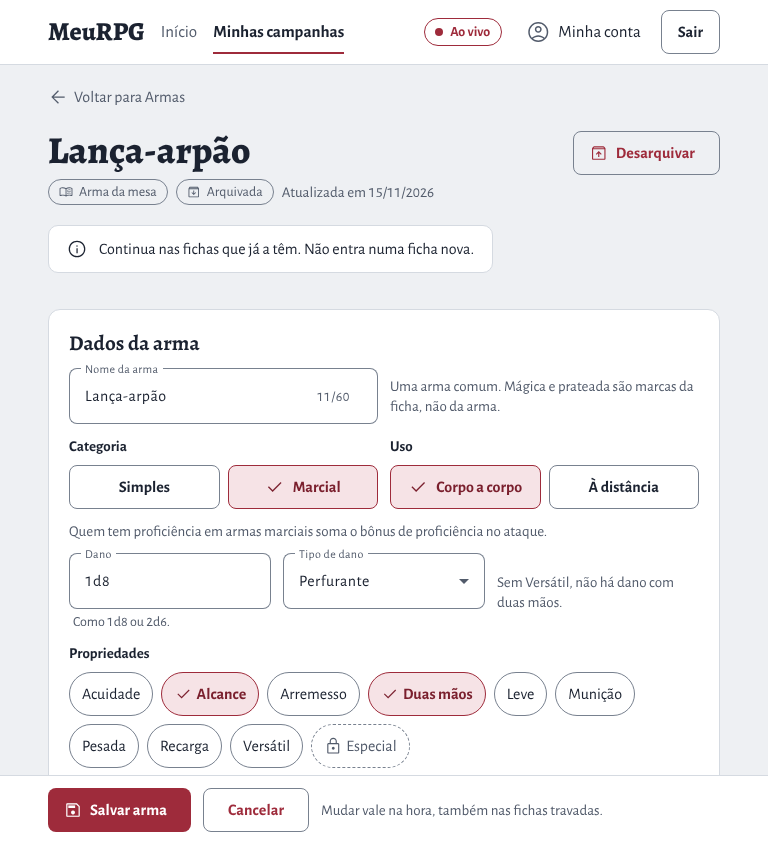 MeuRPG Início Minhas campanhas Ao vivo Minha conta Sair
Voltar para Armas
Lança-arpão
Desarquivar
Arma da mesa Arquivada Atualizada em 15/11/2026
Continua nas fichas que já a têm. Não entra numa ficha nova.
Dados da arma
Nome da arma
Lança-arpão 11/60
Uma arma comum. Mágica e prateada são marcas da
ficha, não da arma.
Categoria Uso
Simples Marcial Corpo a corpo À distância
Quem tem proficiência em armas marciais soma o bônus de proficiência no ataque.
Dano Tipo de dano
1d8 Perfurante
Sem Versátil, não há dano com
duas mãos.
Como 1d8 ou 2d6.
Propriedades
Acuidade Alcance Arremesso Duas mãos Leve Munição
Pesada Recarga Versátil Especial
Salvar arma Cancelar Mudar vale na hora, também nas fichas travadas.